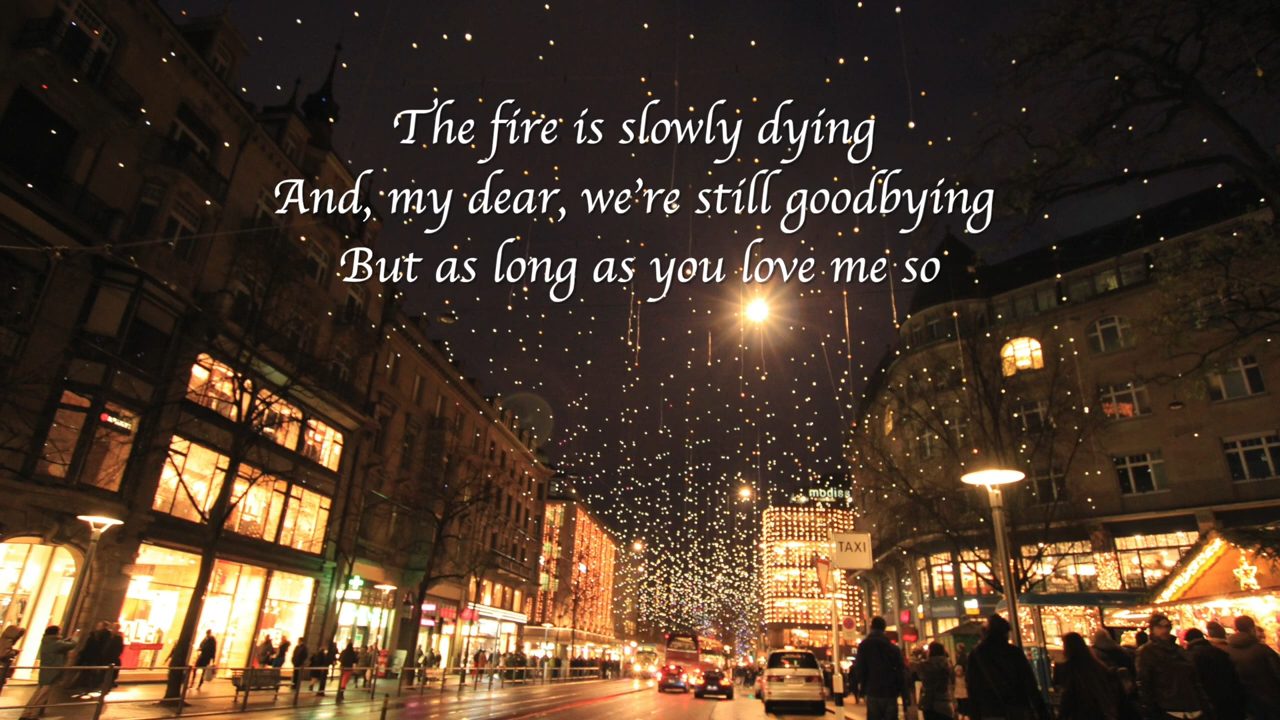 The fire is slowly dying
And, my dear, we're still goodbying
But as long as you love me so
modissa
TAXI